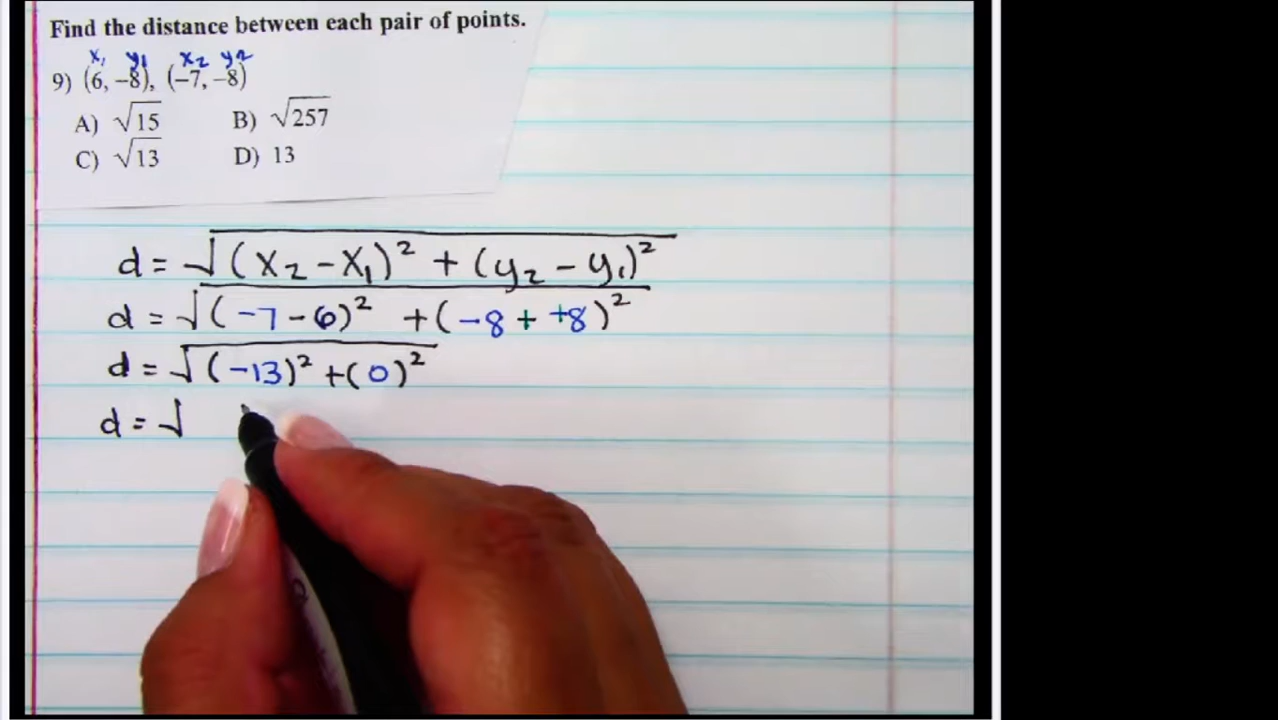 Find the distance between each pair of points.
x₁ y₁ x₂ y₂
9) (6, –8), (–7, –8)
A) √15 B) √257
C) √13 D) 13
d = √(x₂ - x₁)² + (y₂ - y₁)²
d = √(-7 - 6)² + (-8 + +8)²
d = √(-13)² + (0)²
d = √